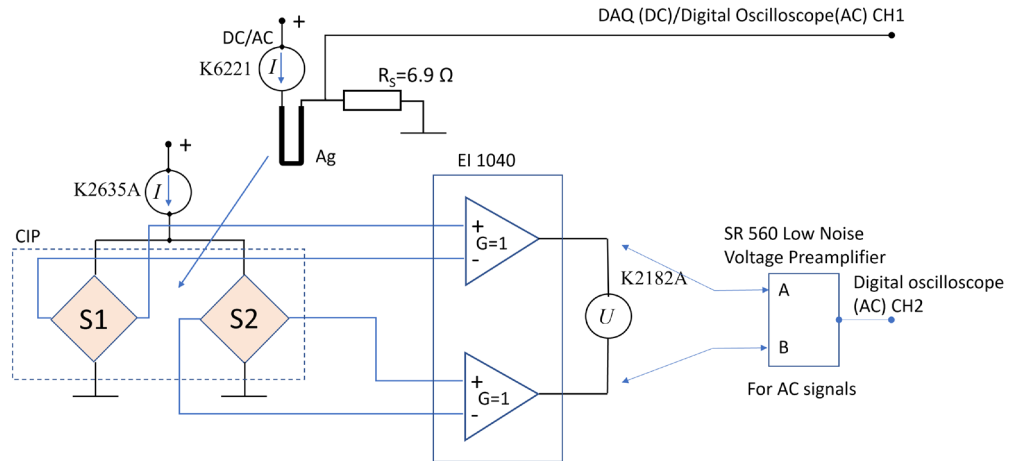 DAQ (DC)/Digital Oscilloscope(AC) CH1
+
DC/AC
K6221
I
RS=6.9 Ω
Ag
+
K2635A
I
EI 1040
CIP
+
G=1
-
S1
S2
K2182A
U
SR 560 Low Noise
Voltage Preamplifier
A
B
Digital oscilloscope
(AC) CH2
+
G=1
-
For AC signals